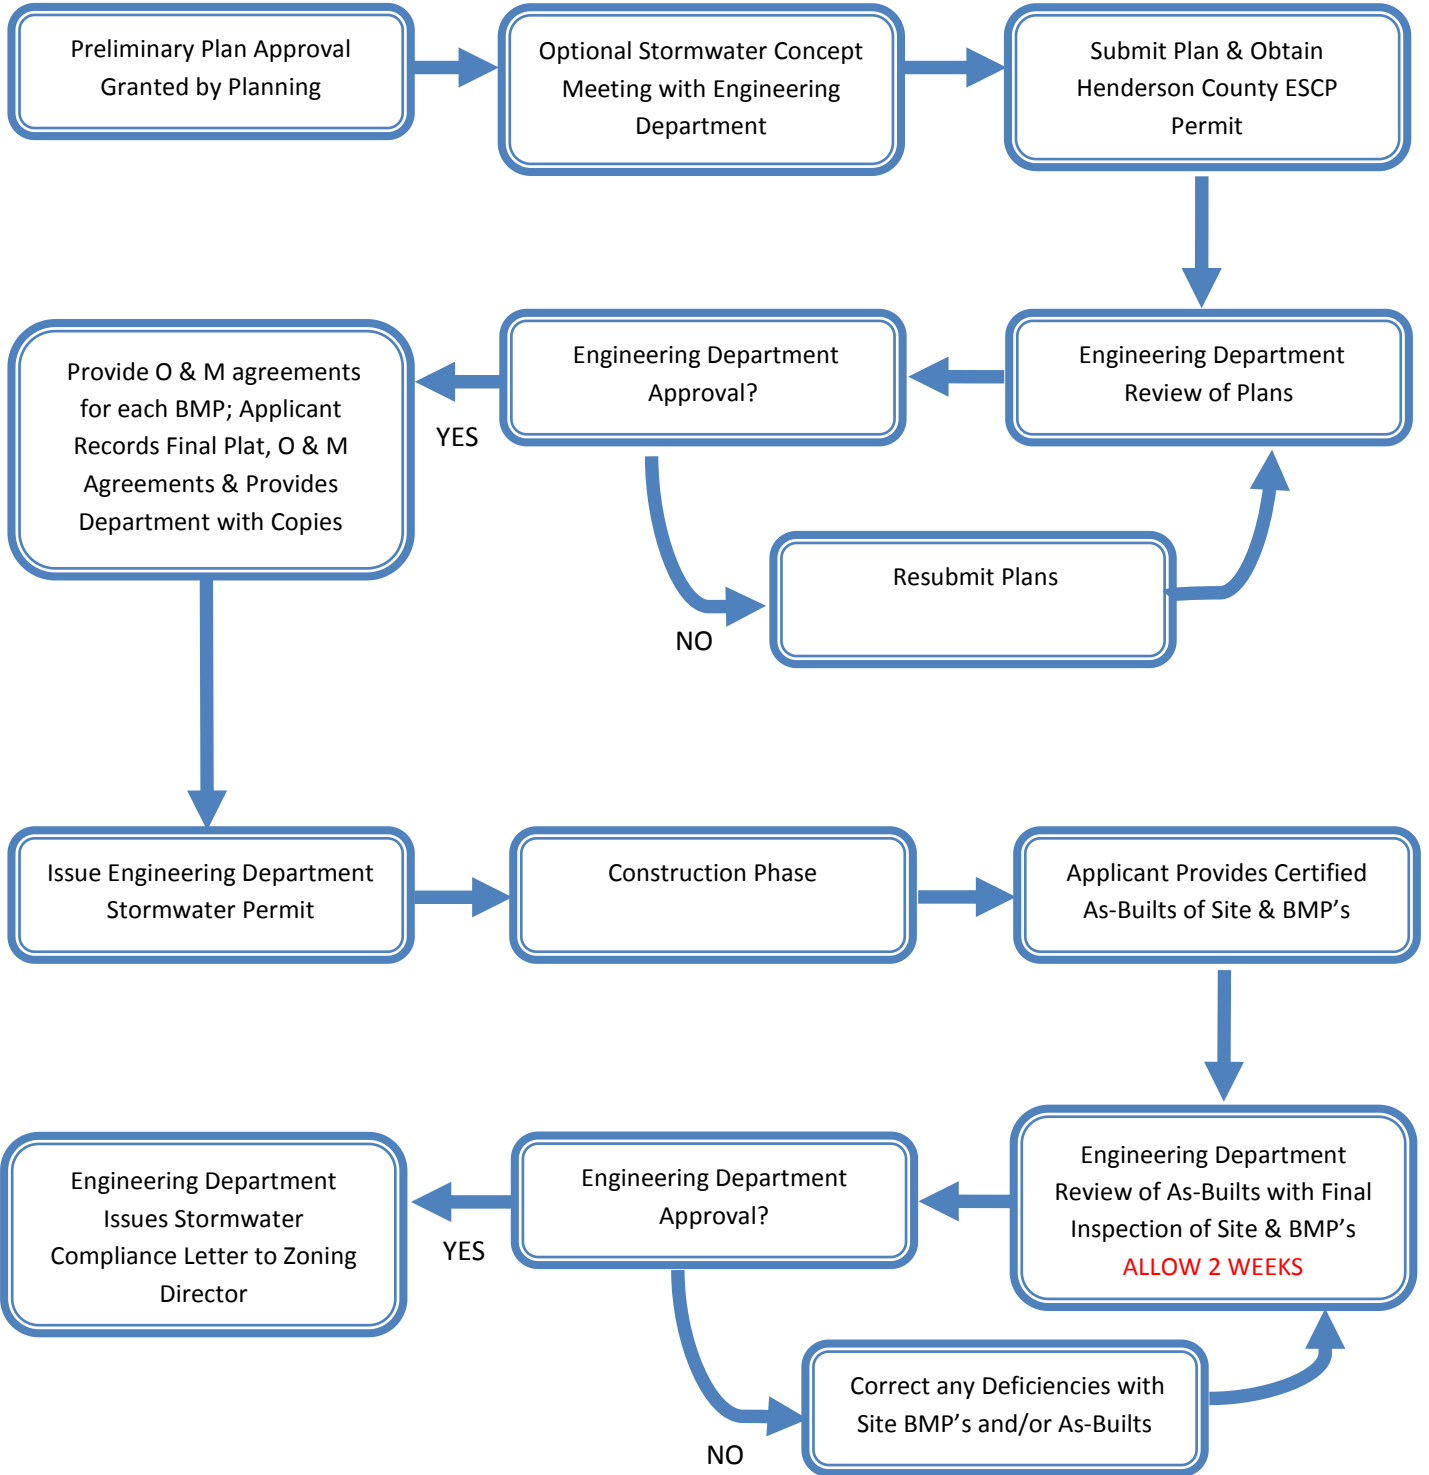 Preliminary Plan Approval
Granted by Planning
Optional Stormwater Concept
Meeting with Engineering
Department
Submit Plan & Obtain
Henderson County ESCP
Permit
Engineering Department
Review of Plans
Engineering Department
Approval?
YES
NO
Resubmit Plans
Provide O & M agreements
for each BMP; Applicant
Records Final Plat, O & M
Agreements & Provides
Department with Copies
Issue Engineering Department
Stormwater Permit
Construction Phase
Applicant Provides Certified
As-Builts of Site & BMP’s
Engineering Department
Review of As-Builts with Final
Inspection of Site & BMP’s
ALLOW 2 WEEKS
Engineering Department
Approval?
YES
NO
Correct any Deficiencies with
Site BMP’s and/or As-Builts
Engineering Department
Issues Stormwater
Compliance Letter to Zoning
Director